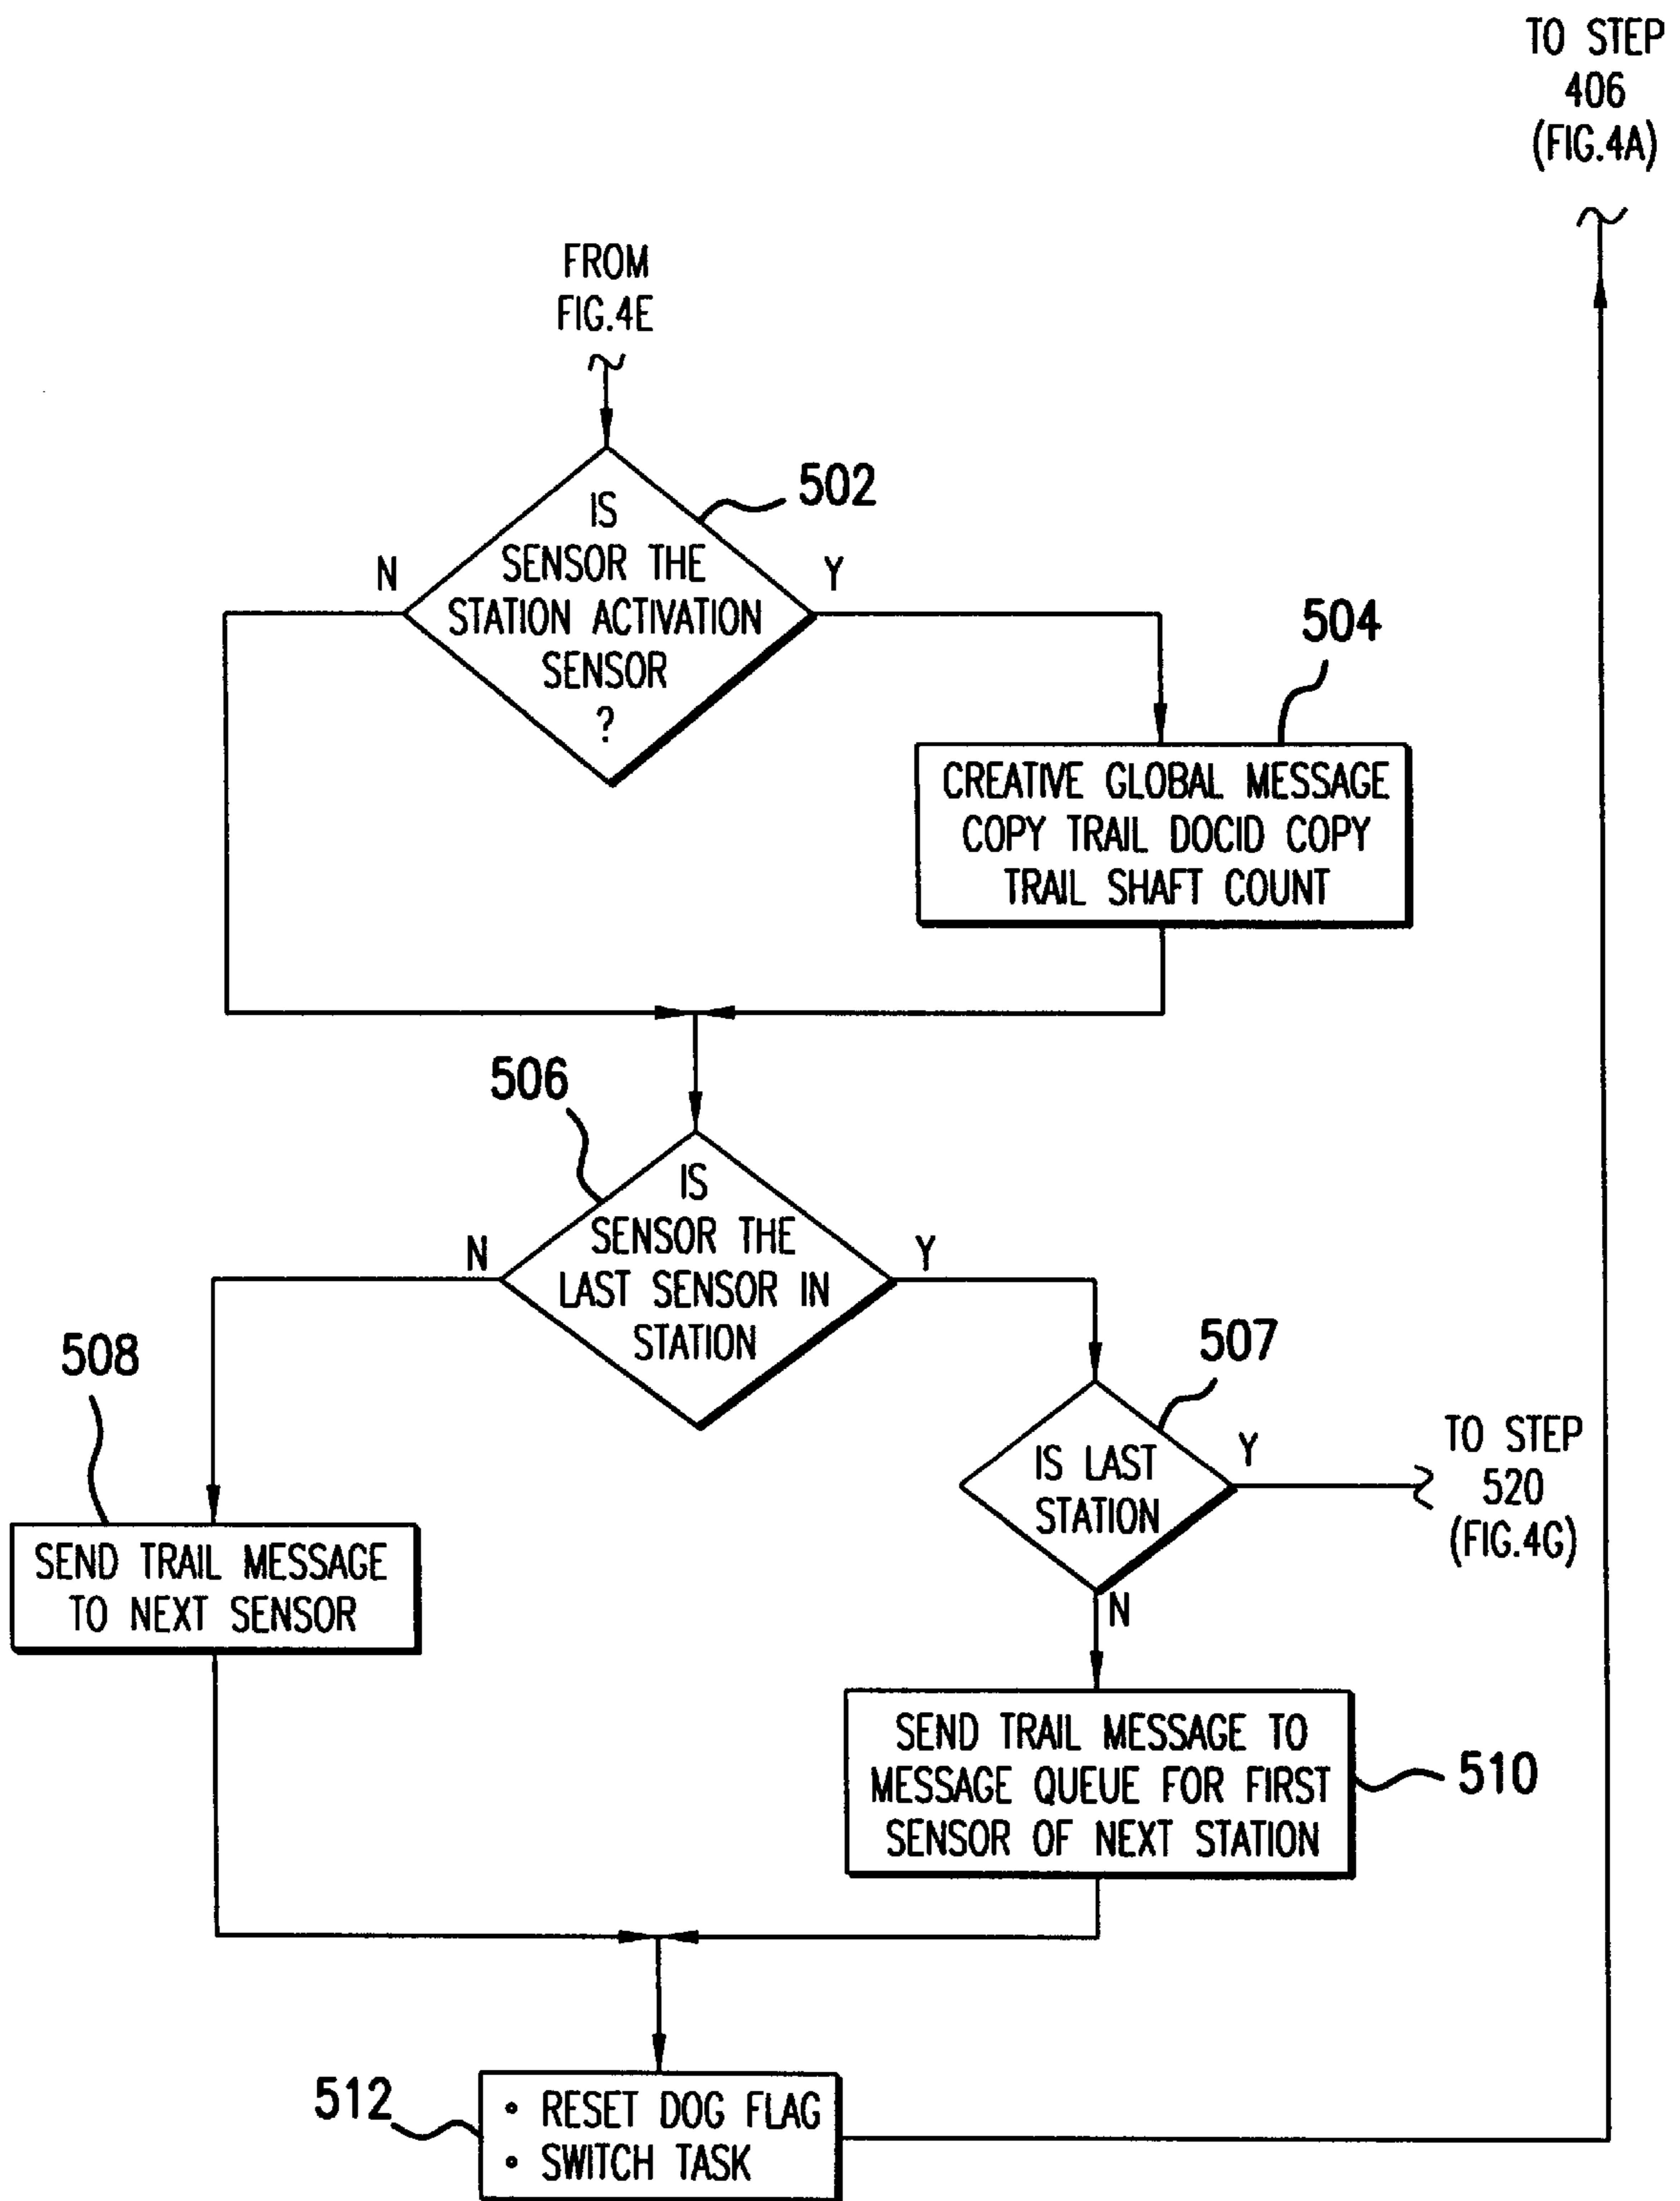 TO STEP
406
(FIG.4A)
FROM
FIG.4E
502
IS
SENSOR THE
STATION ACTIVATION
SENSOR
?
N
Y
504
CREATIVE GLOBAL MESSAGE
COPY TRAIL DOCID COPY
TRAIL SHAFT COUNT
506
IS
SENSOR THE
LAST SENSOR IN
STATION
N
Y
508
SEND TRAIL MESSAGE
TO NEXT SENSOR
507
IS LAST
STATION
Y
TO STEP
520
(FIG.4G)
N
SEND TRAIL MESSAGE TO
MESSAGE QUEUE FOR FIRST
SENSOR OF NEXT STATION
510
512
• RESET DOG FLAG
• SWITCH TASK